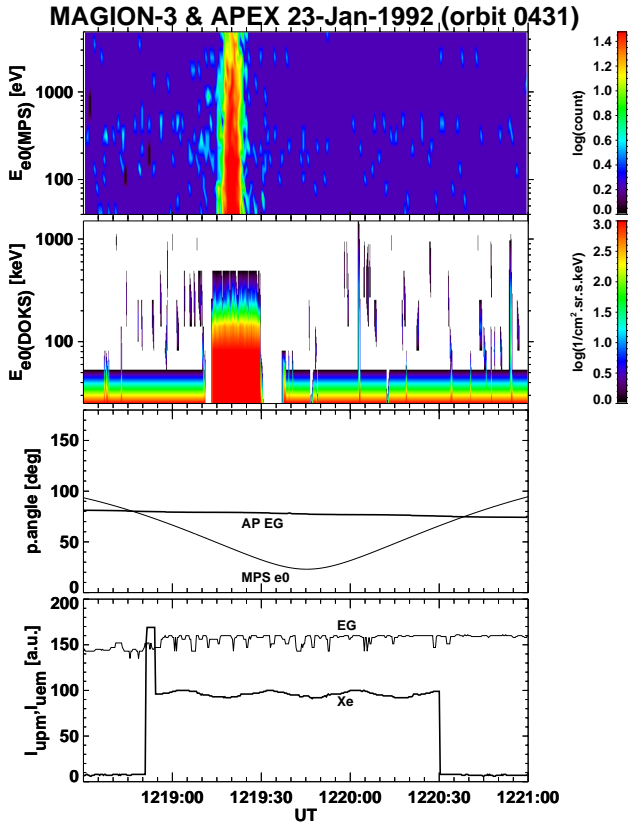 MAGION-3 & APEX 23-Jan-1992 (orbit 0431)
E_e0(MPS) [eV]
1000
100
log(count)
1.4
1.2
1.0
0.8
0.6
0.4
0.2
0.0
E_e0(DOKS) [keV]
1000
100
log(1/cm².sr.s.keV)
3.0
2.5
2.0
1.5
1.0
0.5
0.0
p.angle [deg]
150
100
50
0
AP EG
MPS e0
I_upm,I_uem [a.u.]
200
150
100
50
0
EG
Xe
1219:00 1219:30 1220:00 1220:30 1221:00
UT